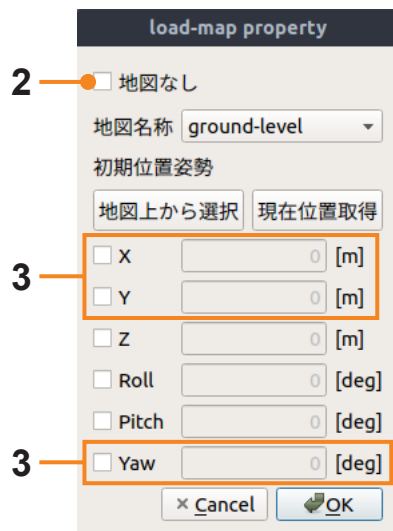 load-map property
2
地図なし
地図名称 ground-level
初期位置姿勢
地図上から選択 現在位置取得
3
X 0 [m]
Y 0 [m]
Z 0 [m]
Roll 0 [deg]
Pitch 0 [deg]
3
Yaw 0 [deg]
Cancel OK